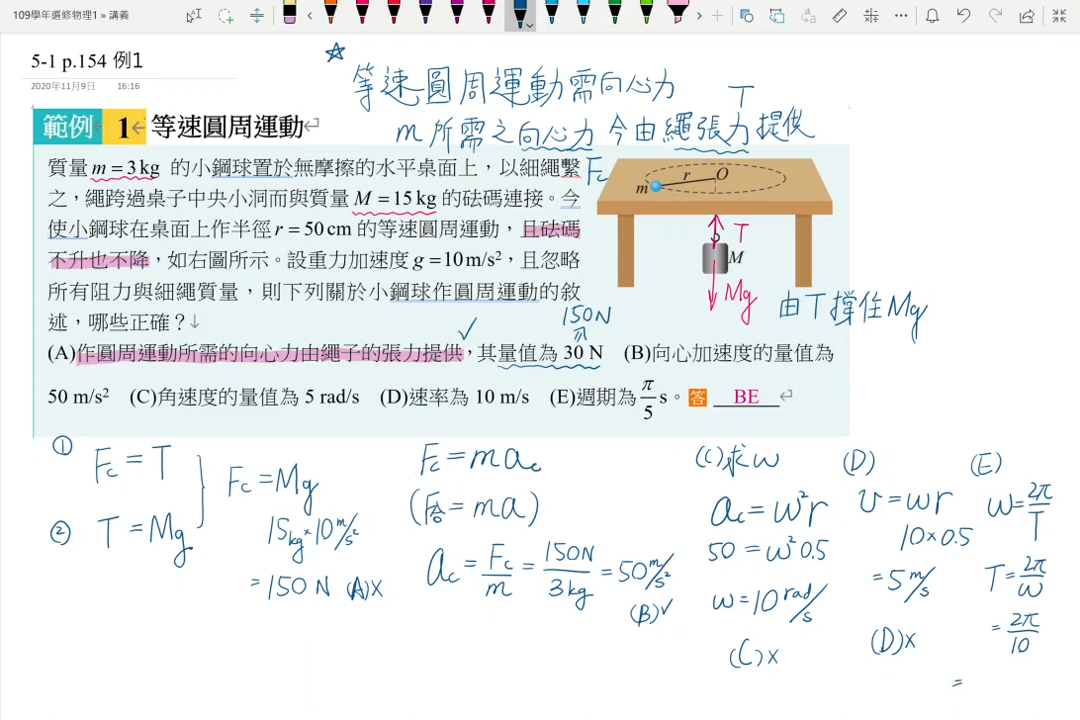 109學年選修物理1 » 講義
5-1 p.154 例1
2020年11月9日 16:16
☆
等速圓周運動需向心力
T
m所需之向心力今由繩張力提供
Fc
範例 1 等速圓周運動
質量 m = 3 kg 的小鋼球置於無摩擦的水平桌面上，以細繩繫
之，繩跨過桌子中央小洞而與質量 M = 15 kg 的砝碼連接。今
使小鋼球在桌面上作半徑 r = 50 cm 的等速圓周運動，且砝碼
不升也不降，如右圖所示。設重力加速度 g = 10 m/s²，且忽略
所有阻力與細繩質量，則下列關於小鋼球作圓周運動的敘
述，哪些正確？
m r O
T
M
Mg
由T撐住Mg
✓ 150N
(A)作圓周運動所需的向心力由繩子的張力提供，其量值為 30 N (B)向心加速度的量值為
50 m/s² (C)角速度的量值為 5 rad/s (D)速率為 10 m/s (E)週期為 π/5 s。答 BE
① Fc = T
② T = Mg
Fc = Mg
15kg × 10 m/s²
= 150 N (A)×
Fc = mac
(F合 = ma)
ac = Fc/m = 150N/3kg = 50 m/s²
(B)✓
(C)求ω
ac = ω²r
50 = ω² 0.5
ω = 10 rad/s
(C)×
(D)
v = ωr
10 × 0.5
= 5 m/s
(D)×
(E)
ω = 2π/T
T = 2π/ω
= 2π/10
=